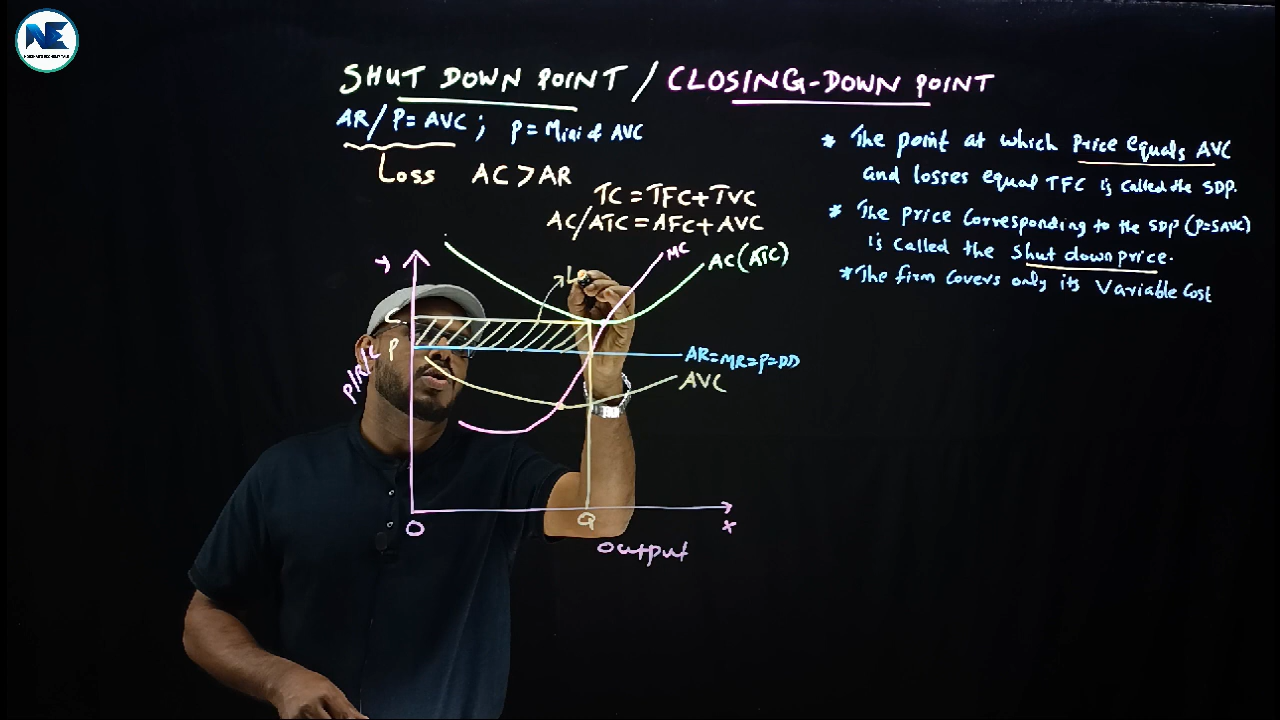 NE
SHUT DOWN POINT / CLOSING-DOWN POINT
AR/P = AVC ; P = Mini of AVC
Loss AC > AR
TC = TFC + TVC
AC/ATC = AFC + AVC
* The point at which Price equals AVC
and losses equal TFC is called the SDP.
* The price corresponding to the SDP (P=SAVC)
is called the Shut down price.
* The firm covers only its Variable Cost
Y
MC
AC(ATC)
L
C
P
P/R/C
AR=MR=P=DD
AVC
O
Q
X
output